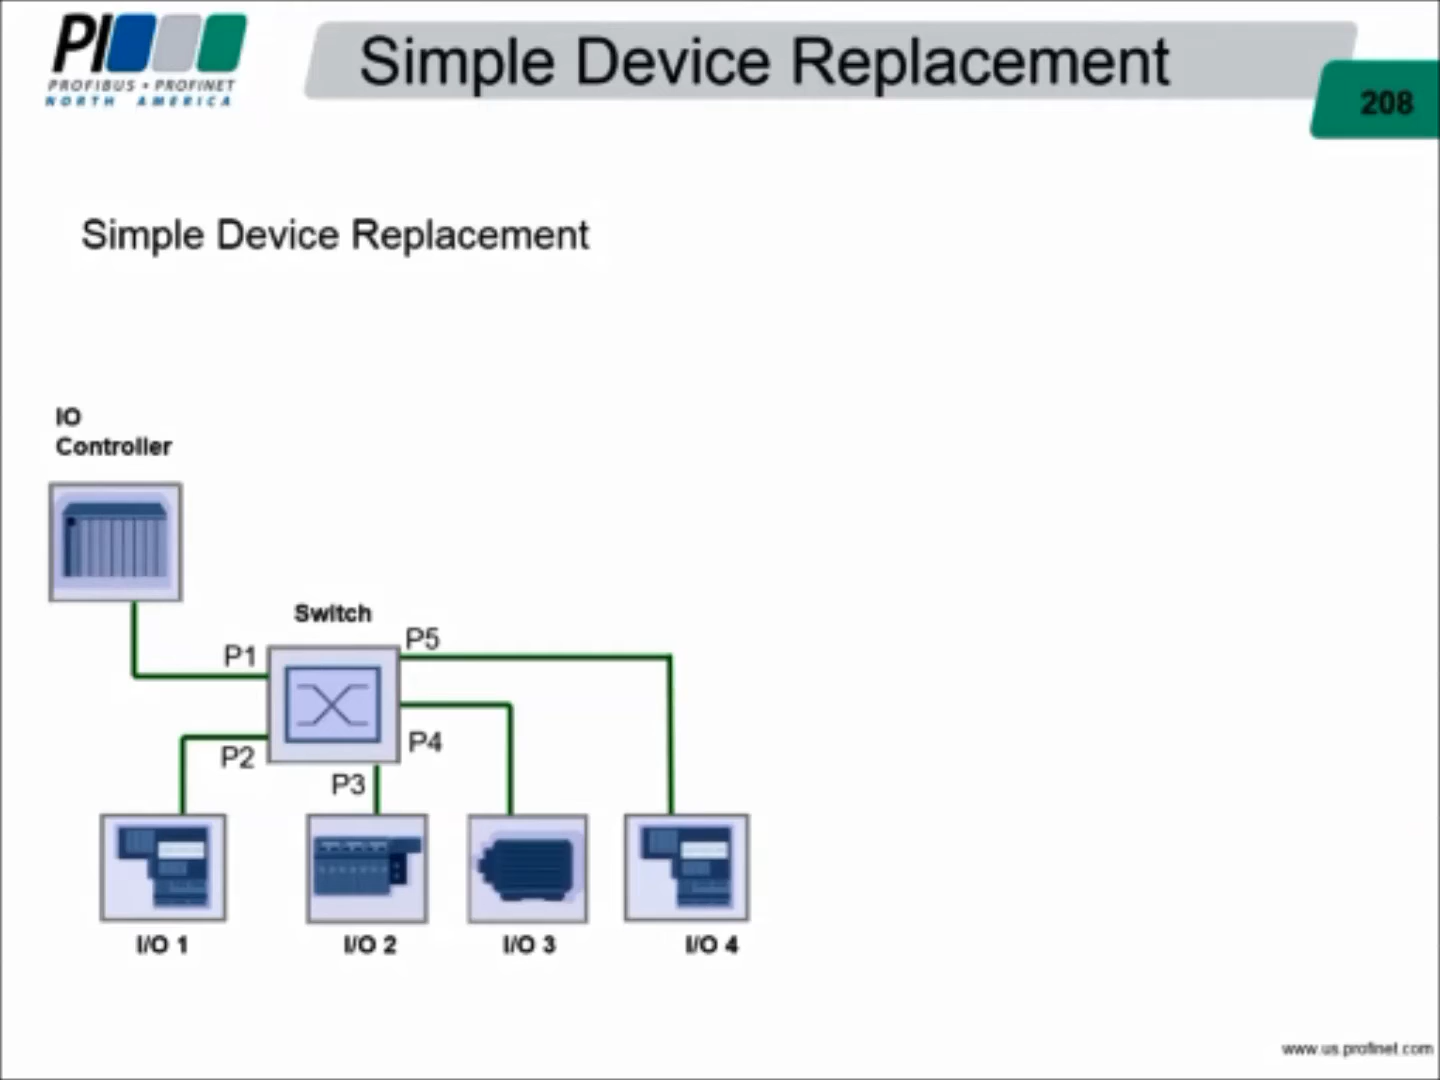 PI
PROFIBUS • PROFINET
NORTH AMERICA
Simple Device Replacement
208
Simple Device Replacement
IO
Controller
Switch
P1
P5
P2
P4
P3
I/O 1
I/O 2
I/O 3
I/O 4
www.us.profinet.com